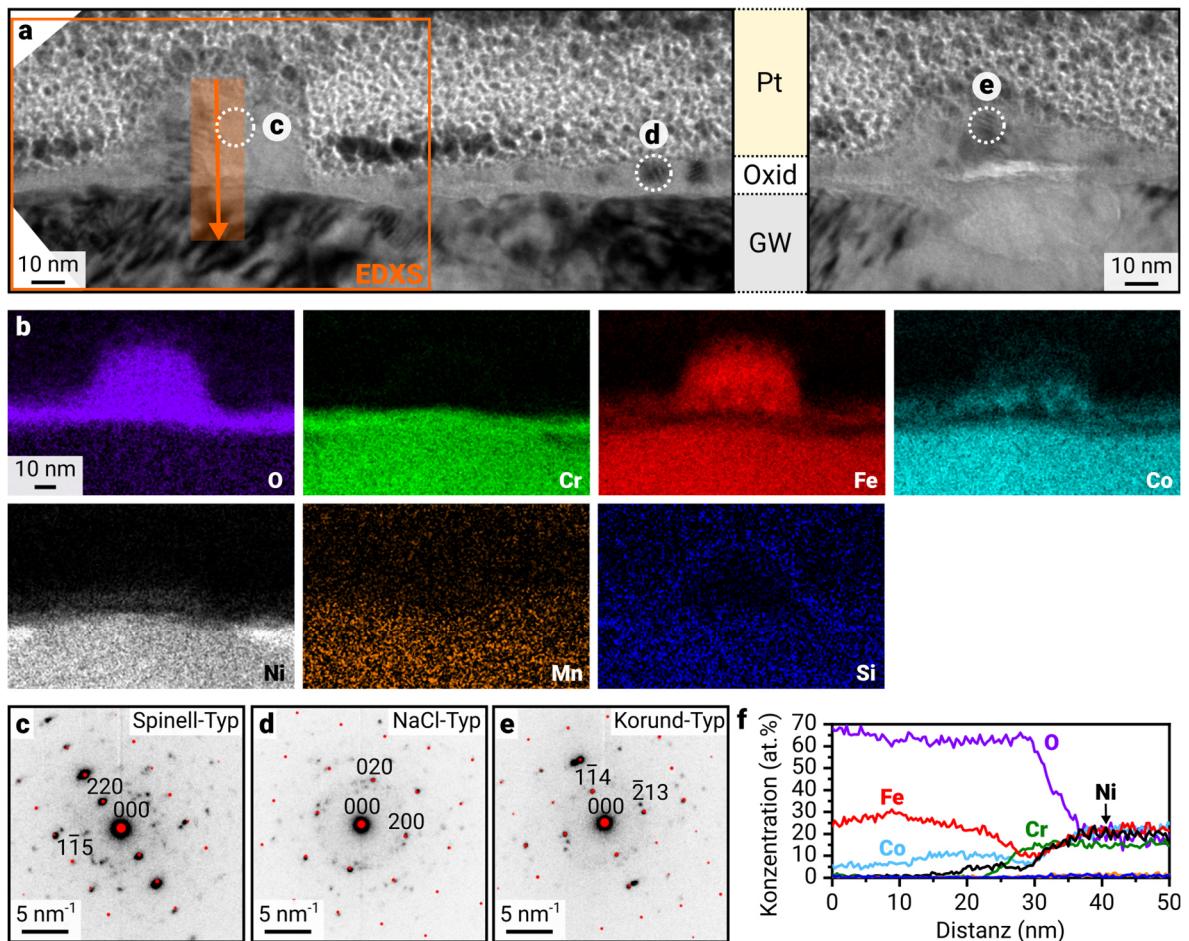 a
c
d
e
Pt
Oxid
GW
10 nm
EDXS
10 nm
b
10 nm
O
Cr
Fe
Co
Ni
Mn
Si
c
Spinell-Typ
220
000
11̅5
5 nm⁻¹
d
NaCl-Typ
020
000
200
5 nm⁻¹
e
Korund-Typ
11̅4
2̅13
000
5 nm⁻¹
f
Konzentration (at.%)
70
60
50
40
30
20
10
0
O
Fe
Co
Cr
Ni
0
10
20
30
40
50
Distanz (nm)